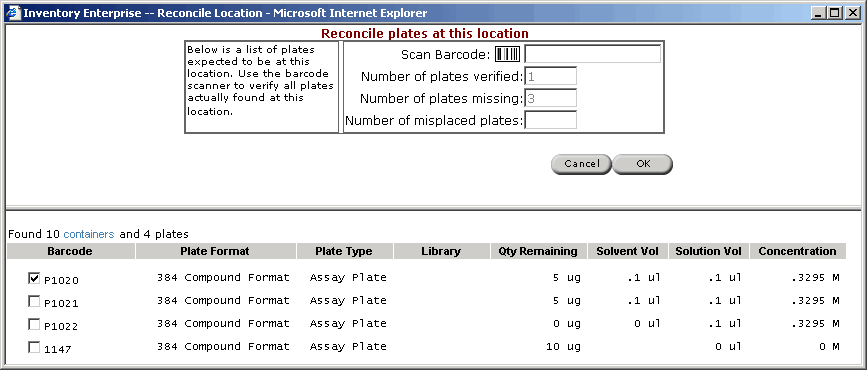 Inventory Enterprise -- Reconcile Location - Microsoft Internet Explorer
Reconcile plates at this location
Below is a list of plates
expected to be at this
location. Use the barcode
scanner to verify all plates
actually found at this
location.
Scan Barcode:
Number of plates verified: 1
Number of plates missing: 3
Number of misplaced plates:
Cancel OK
Found 10 containers and 4 plates
Barcode Plate Format Plate Type Library Qty Remaining Solvent Vol Solution Vol Concentration
P1020 384 Compound Format Assay Plate 5 ug .1 ul .1 ul .3295 M
P1021 384 Compound Format Assay Plate 5 ug .1 ul .1 ul .3295 M
P1022 384 Compound Format Assay Plate 0 ug 0 ul .1 ul .3295 M
1147 384 Compound Format Assay Plate 10 ug 0 ul 0 M